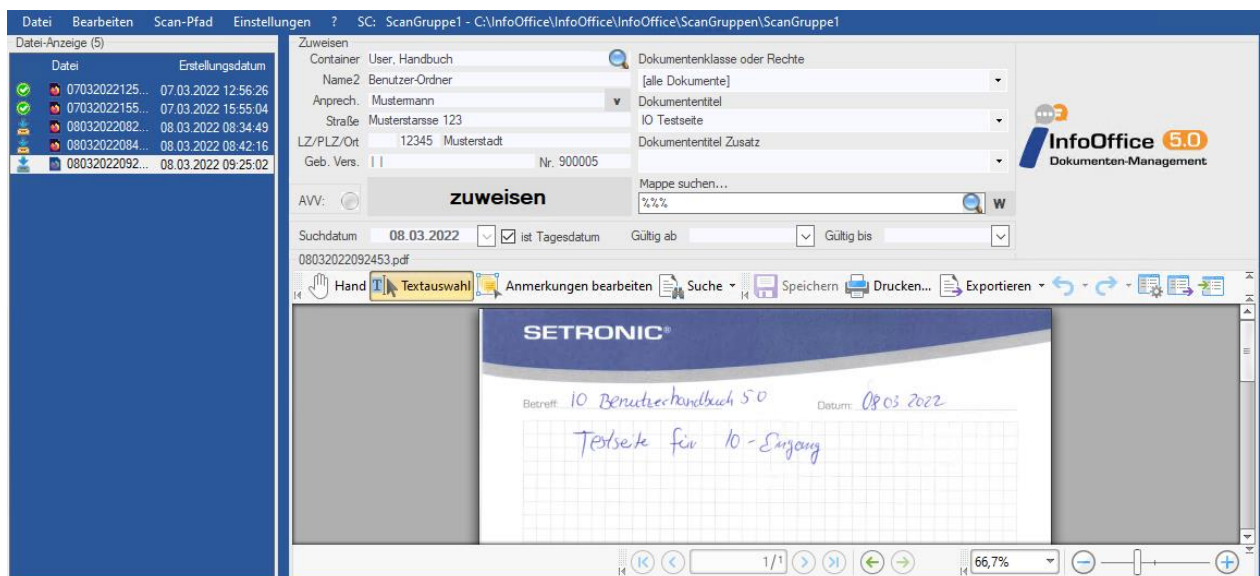 Datei Bearbeiten Scan-Pfad Einstellungen ? SC: ScanGruppe1 - C:\InfoOffice\InfoOffice\InfoOffice\ScanGruppen\ScanGruppe1
Datei-Anzeige (5)
Datei Erstellungsdatum
07032022125... 07.03.2022 12:56:26
07032022155... 07.03.2022 15:55:04
08032022082... 08.03.2022 08:34:49
08032022084... 08.03.2022 08:42:16
08032022092... 08.03.2022 09:25:02
Zuweisen
Container User, Handbuch
Name2 Benutzer-Ordner
Anprech. Mustermann v
Straße Musterstarsse 123
LZ/PLZ/Ort 12345 Musterstadt
Geb. Vers. | | Nr. 900005
AVV: zuweisen
Dokumentenklasse oder Rechte
[alle Dokumente]
Dokumententitel
IO Testseite
Dokumententitel Zusatz
Mappe suchen...
%%% W
InfoOffice 5.0
Dokumenten-Management
Suchdatum 08.03.2022 ist Tagesdatum Gültig ab Gültig bis
08032022092453.pdf
Hand Textauswahl Anmerkungen bearbeiten Suche Speichern Drucken... Exportieren
SETRONIC®
Betreff: IO Benutzerhandbuch 5.0 Datum: 08 03 2022
Testseite für IO - Eingang
1/1 66,7%